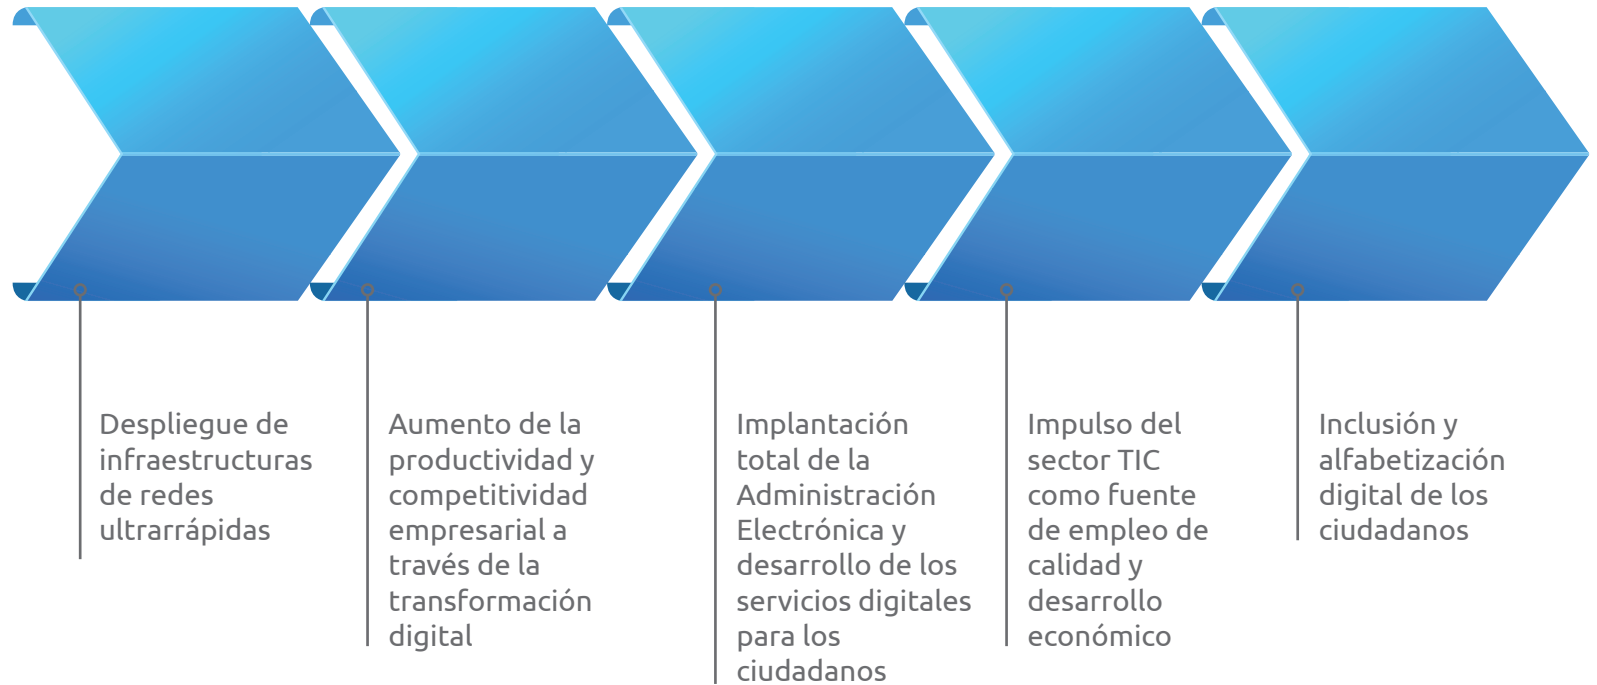 Despliegue de
infraestructuras
de redes
ultrarrápidas
Aumento de la
productividad y
competitividad
empresarial a
través de la
transformación
digital
Implantación
total de la
Administración
Electrónica y
desarrollo de los
servicios digitales
para los
ciudadanos
Impulso del
sector TIC
como fuente
de empleo de
calidad y
desarrollo
económico
Inclusión y
alfabetización
digital de los
ciudadanos